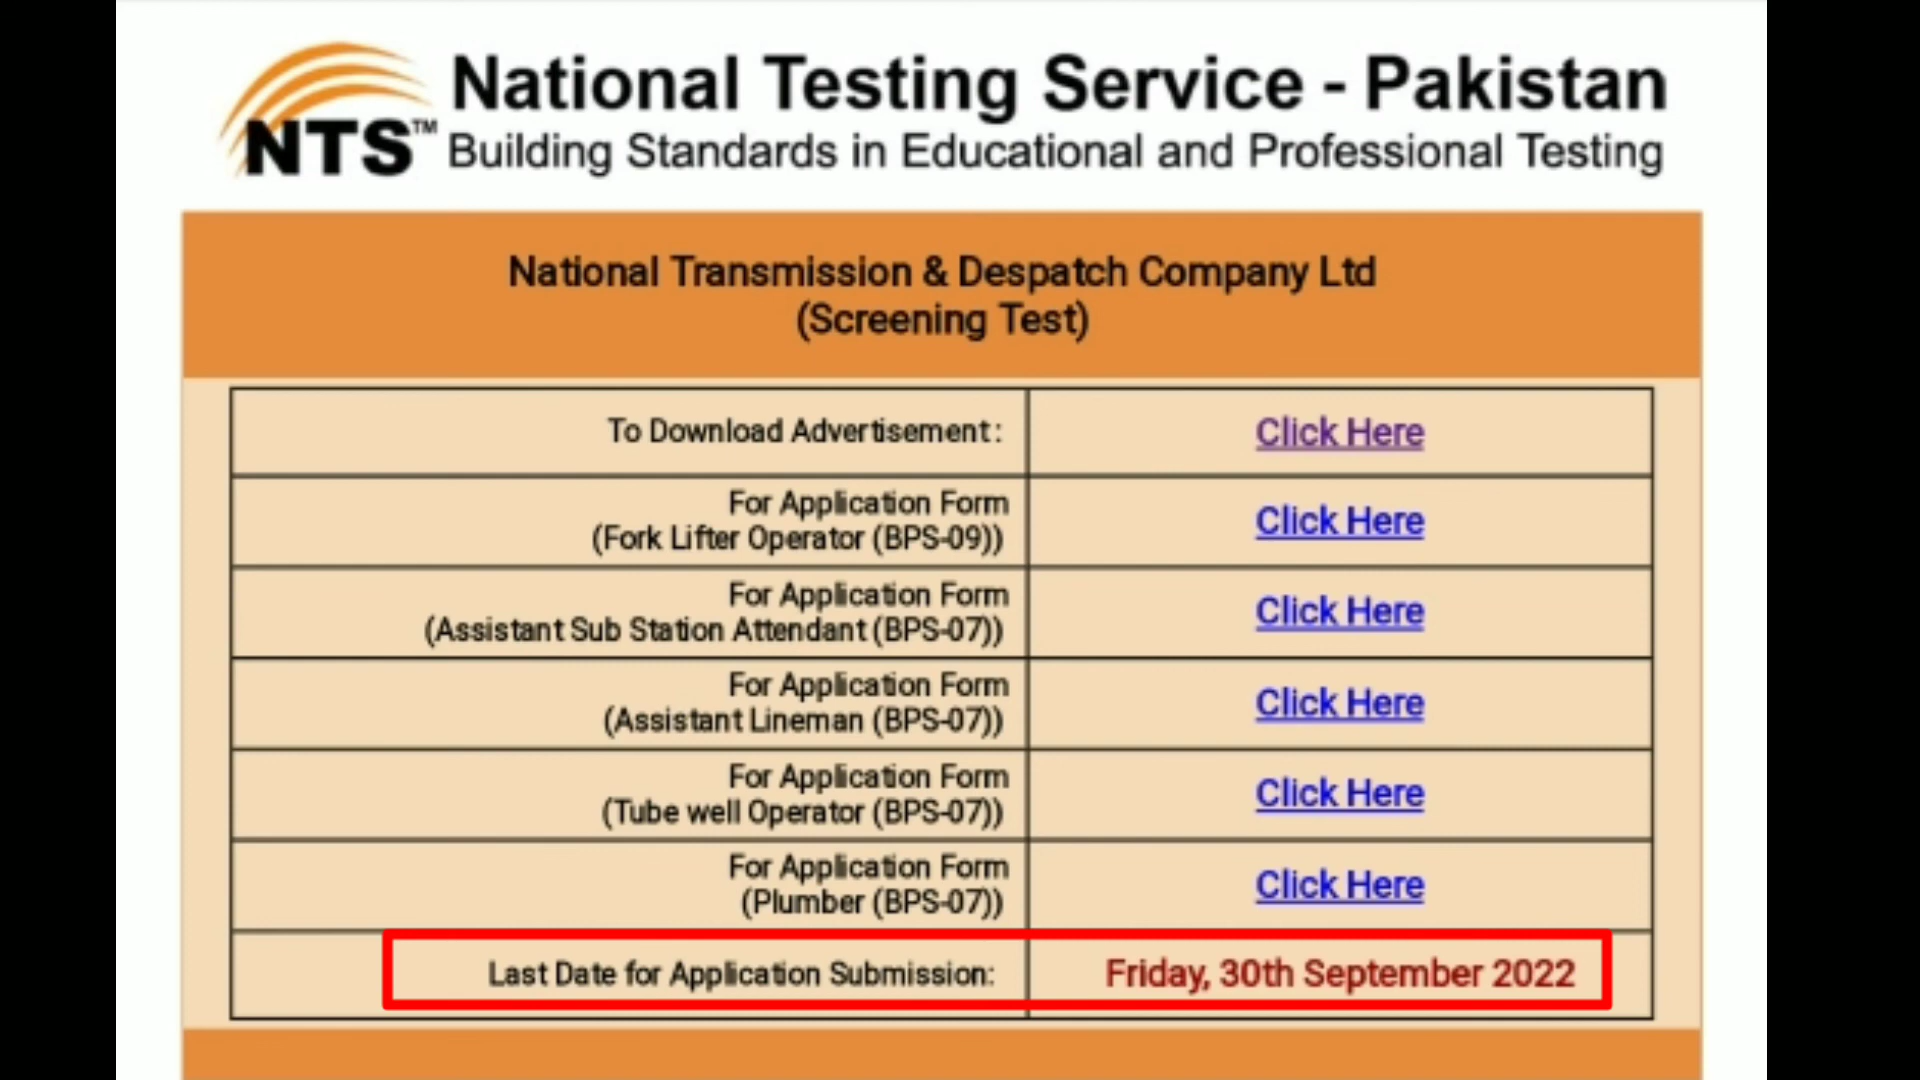 National Testing Service - Pakistan
NTS™ Building Standards in Educational and Professional Testing
National Transmission & Despatch Company Ltd
(Screening Test)
To Download Advertisement: Click Here
For Application Form
(Fork Lifter Operator (BPS-09)) Click Here
For Application Form
(Assistant Sub Station Attendant (BPS-07)) Click Here
For Application Form
(Assistant Lineman (BPS-07)) Click Here
For Application Form
(Tube well Operator (BPS-07)) Click Here
For Application Form
(Plumber (BPS-07)) Click Here
Last Date for Application Submission: Friday, 30th September 2022